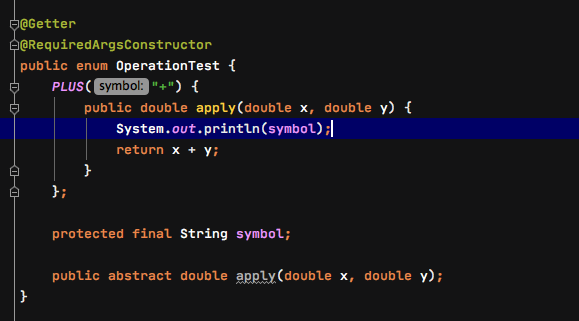 @Getter
@RequiredArgsConstructor
public enum OperationTest {
PLUS( symbol: "+") {
public double apply(double x, double y) {
System.out.println(symbol);
return x + y;
}
};
protected final String symbol;
public abstract double apply(double x, double y);
}